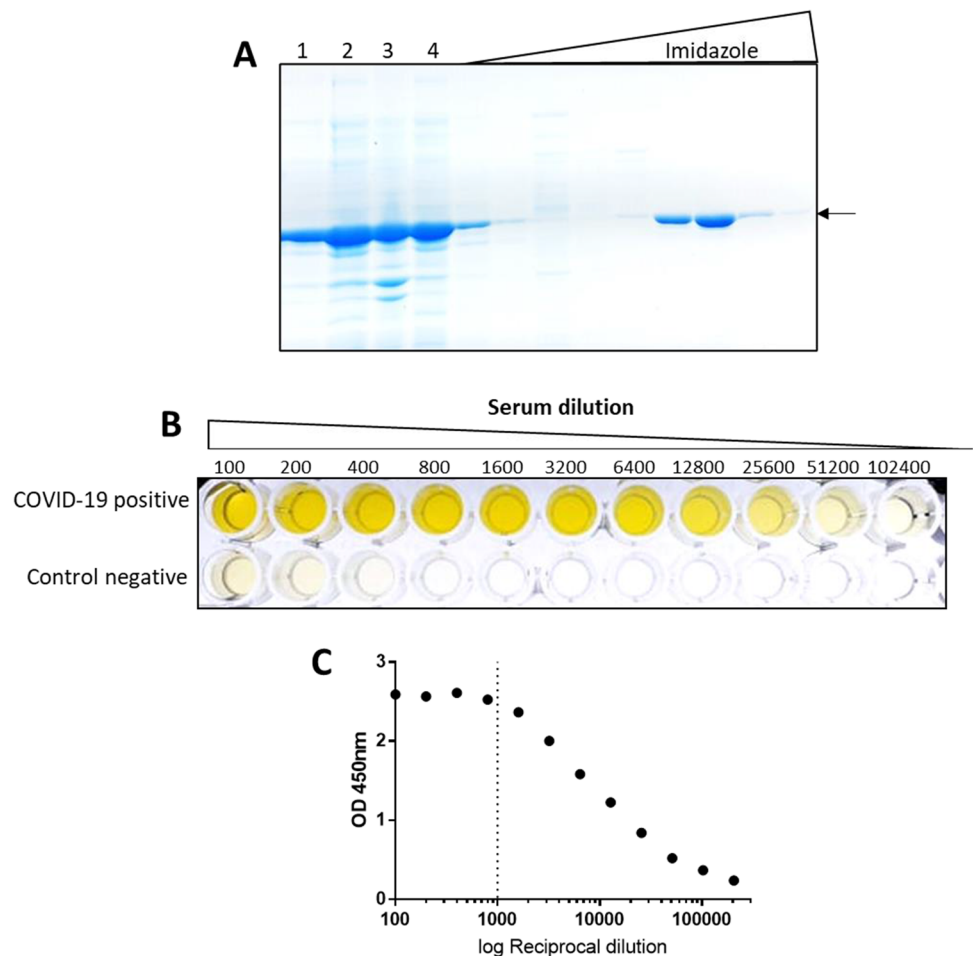 A
1 2 3 4 Imidazole
B
Serum dilution
100 200 400 800 1600 3200 6400 12800 25600 51200 102400
COVID-19 positive
Control negative
C
3
2
1
0
OD 450nm
100 1000 10000 100000
log Reciprocal dilution